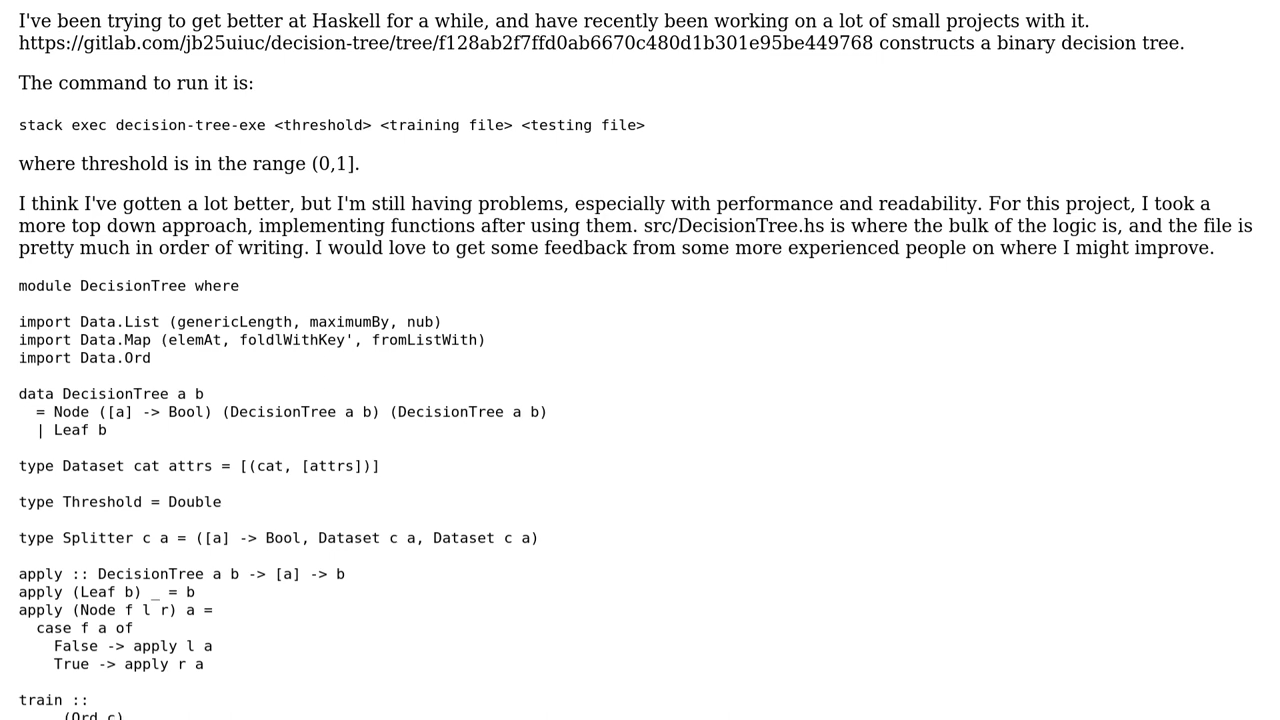 I've been trying to get better at Haskell for a while, and have recently been working on a lot of small projects with it.
https://gitlab.com/jb25uiuc/decision-tree/tree/f128ab2f7ffd0ab6670c480d1b301e95be449768 constructs a binary decision tree.
The command to run it is:
stack exec decision-tree-exe <threshold> <training file> <testing file>
where threshold is in the range (0,1].
I think I've gotten a lot better, but I'm still having problems, especially with performance and readability. For this project, I took a
more top down approach, implementing functions after using them. src/DecisionTree.hs is where the bulk of the logic is, and the file is
pretty much in order of writing. I would love to get some feedback from some more experienced people on where I might improve.
module DecisionTree where
import Data.List (genericLength, maximumBy, nub)
import Data.Map (elemAt, foldlWithKey', fromListWith)
import Data.Ord
data DecisionTree a b
  = Node ([a] -> Bool) (DecisionTree a b) (DecisionTree a b)
  | Leaf b
type Dataset cat attrs = [(cat, [attrs])]
type Threshold = Double
type Splitter c a = ([a] -> Bool, Dataset c a, Dataset c a)
apply :: DecisionTree a b -> [a] -> b
apply (Leaf b) _ = b
apply (Node f l r) a =
  case f a of
    False -> apply l a
    True -> apply r a
train ::
     (Ord c)